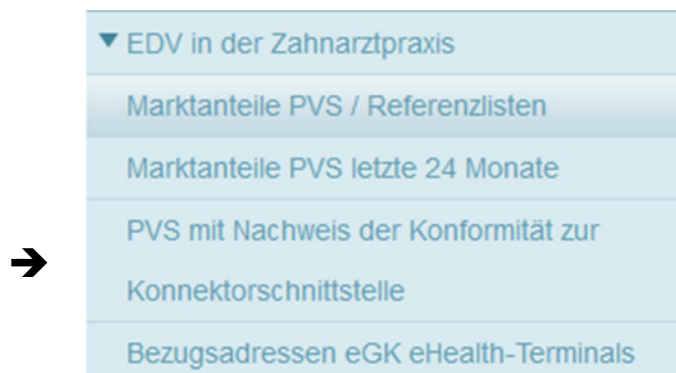 EDV in der Zahnarztpraxis
Marktanteile PVS / Referenzlisten
Marktanteile PVS letzte 24 Monate
PVS mit Nachweis der Konformität zur
Konnektorschnittstelle
Bezugsadressen eGK eHealth-Terminals